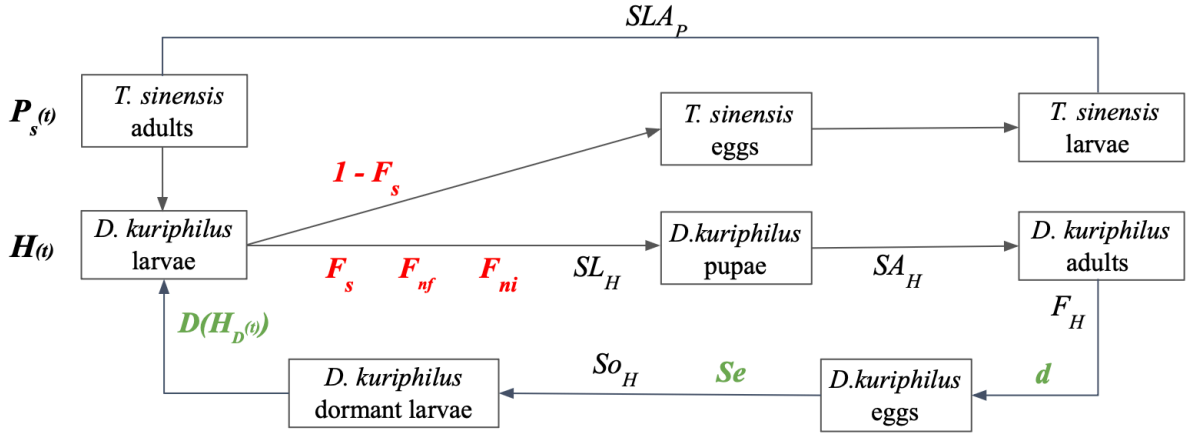 SLA_P
P_s(t)
T. sinensis
adults
T. sinensis
eggs
T. sinensis
larvae
1 - F_s
H(t)
D. kuriphilus
larvae
F_s F_nf F_ni SL_H
D.kuriphilus
pupae
SA_H
D. kuriphilus
adults
D(H_D(t))
F_H
D. kuriphilus
dormant larvae
So_H Se
D.kuriphilus
eggs
d